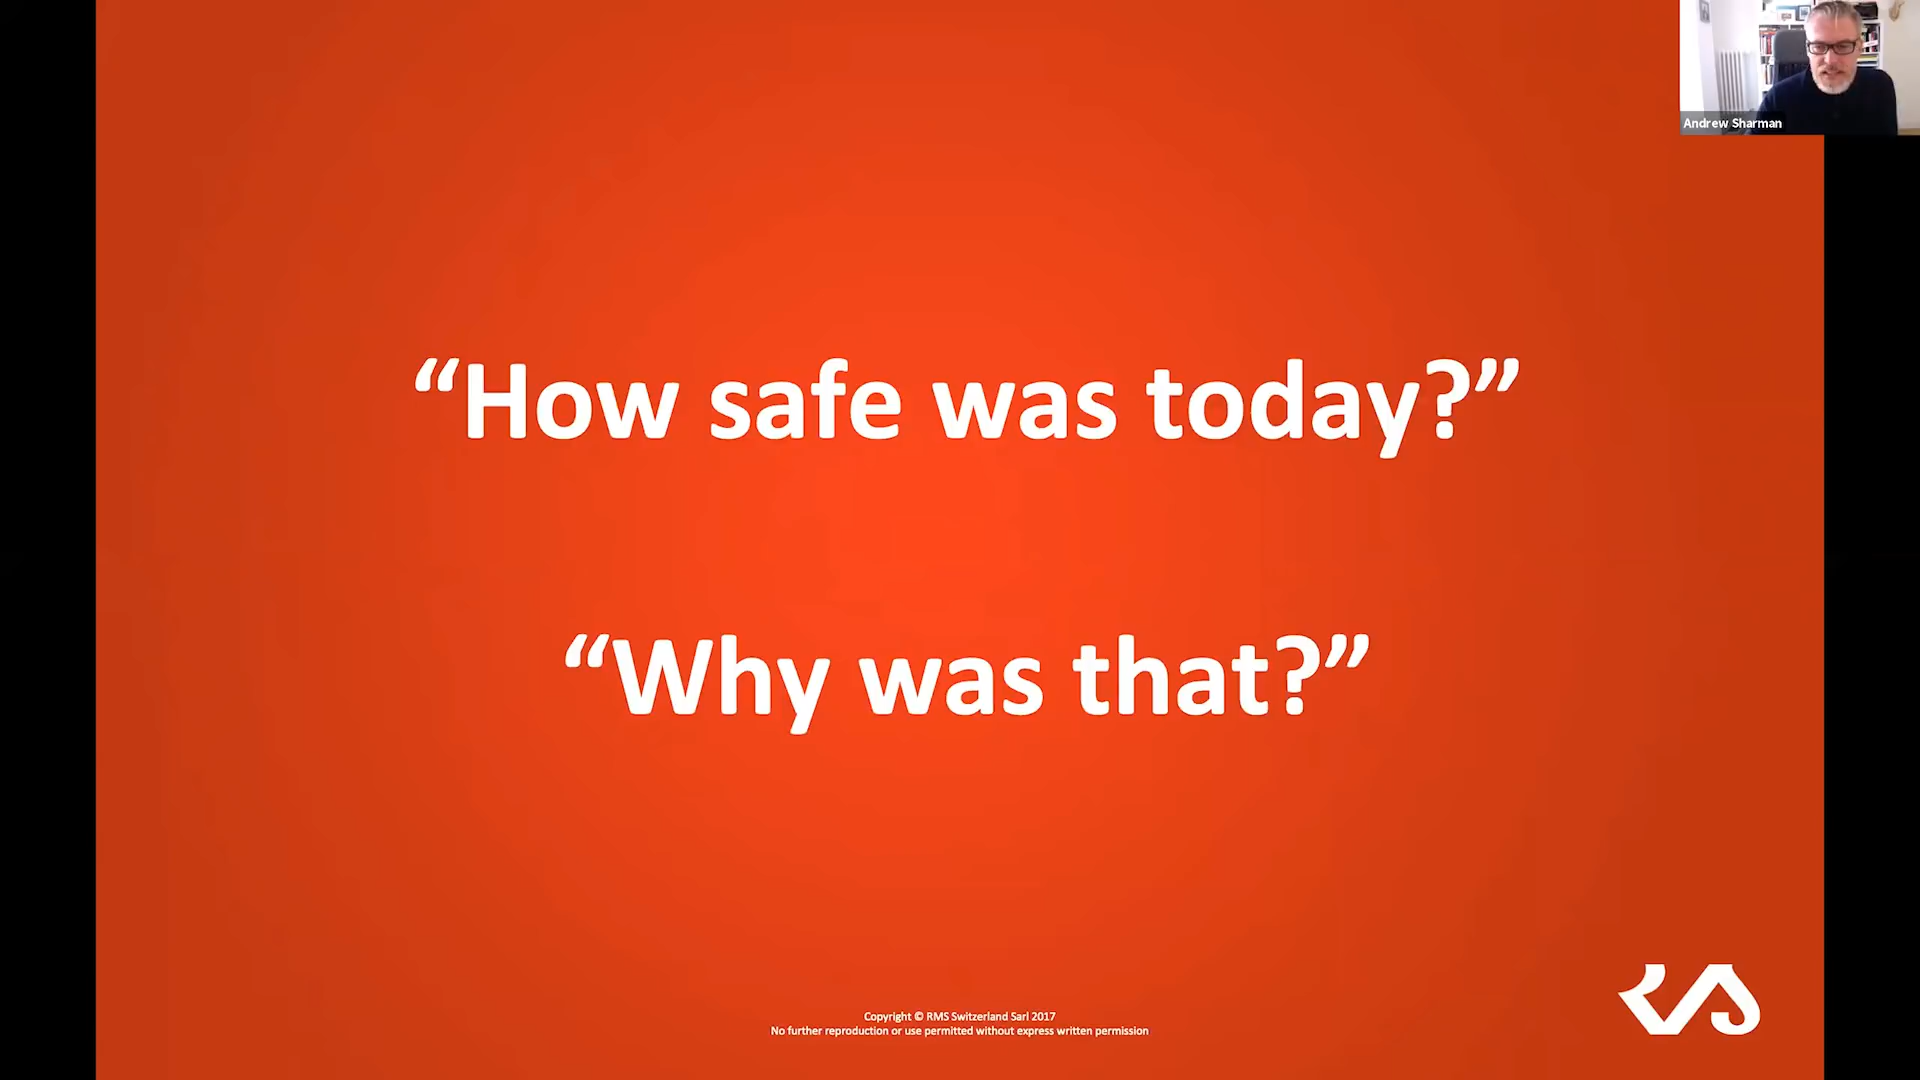 Andrew Sharman
“How safe was today?”
“Why was that?”
Copyright © RMS Switzerland Sarl 2017
No further reproduction or use permitted without express written permission